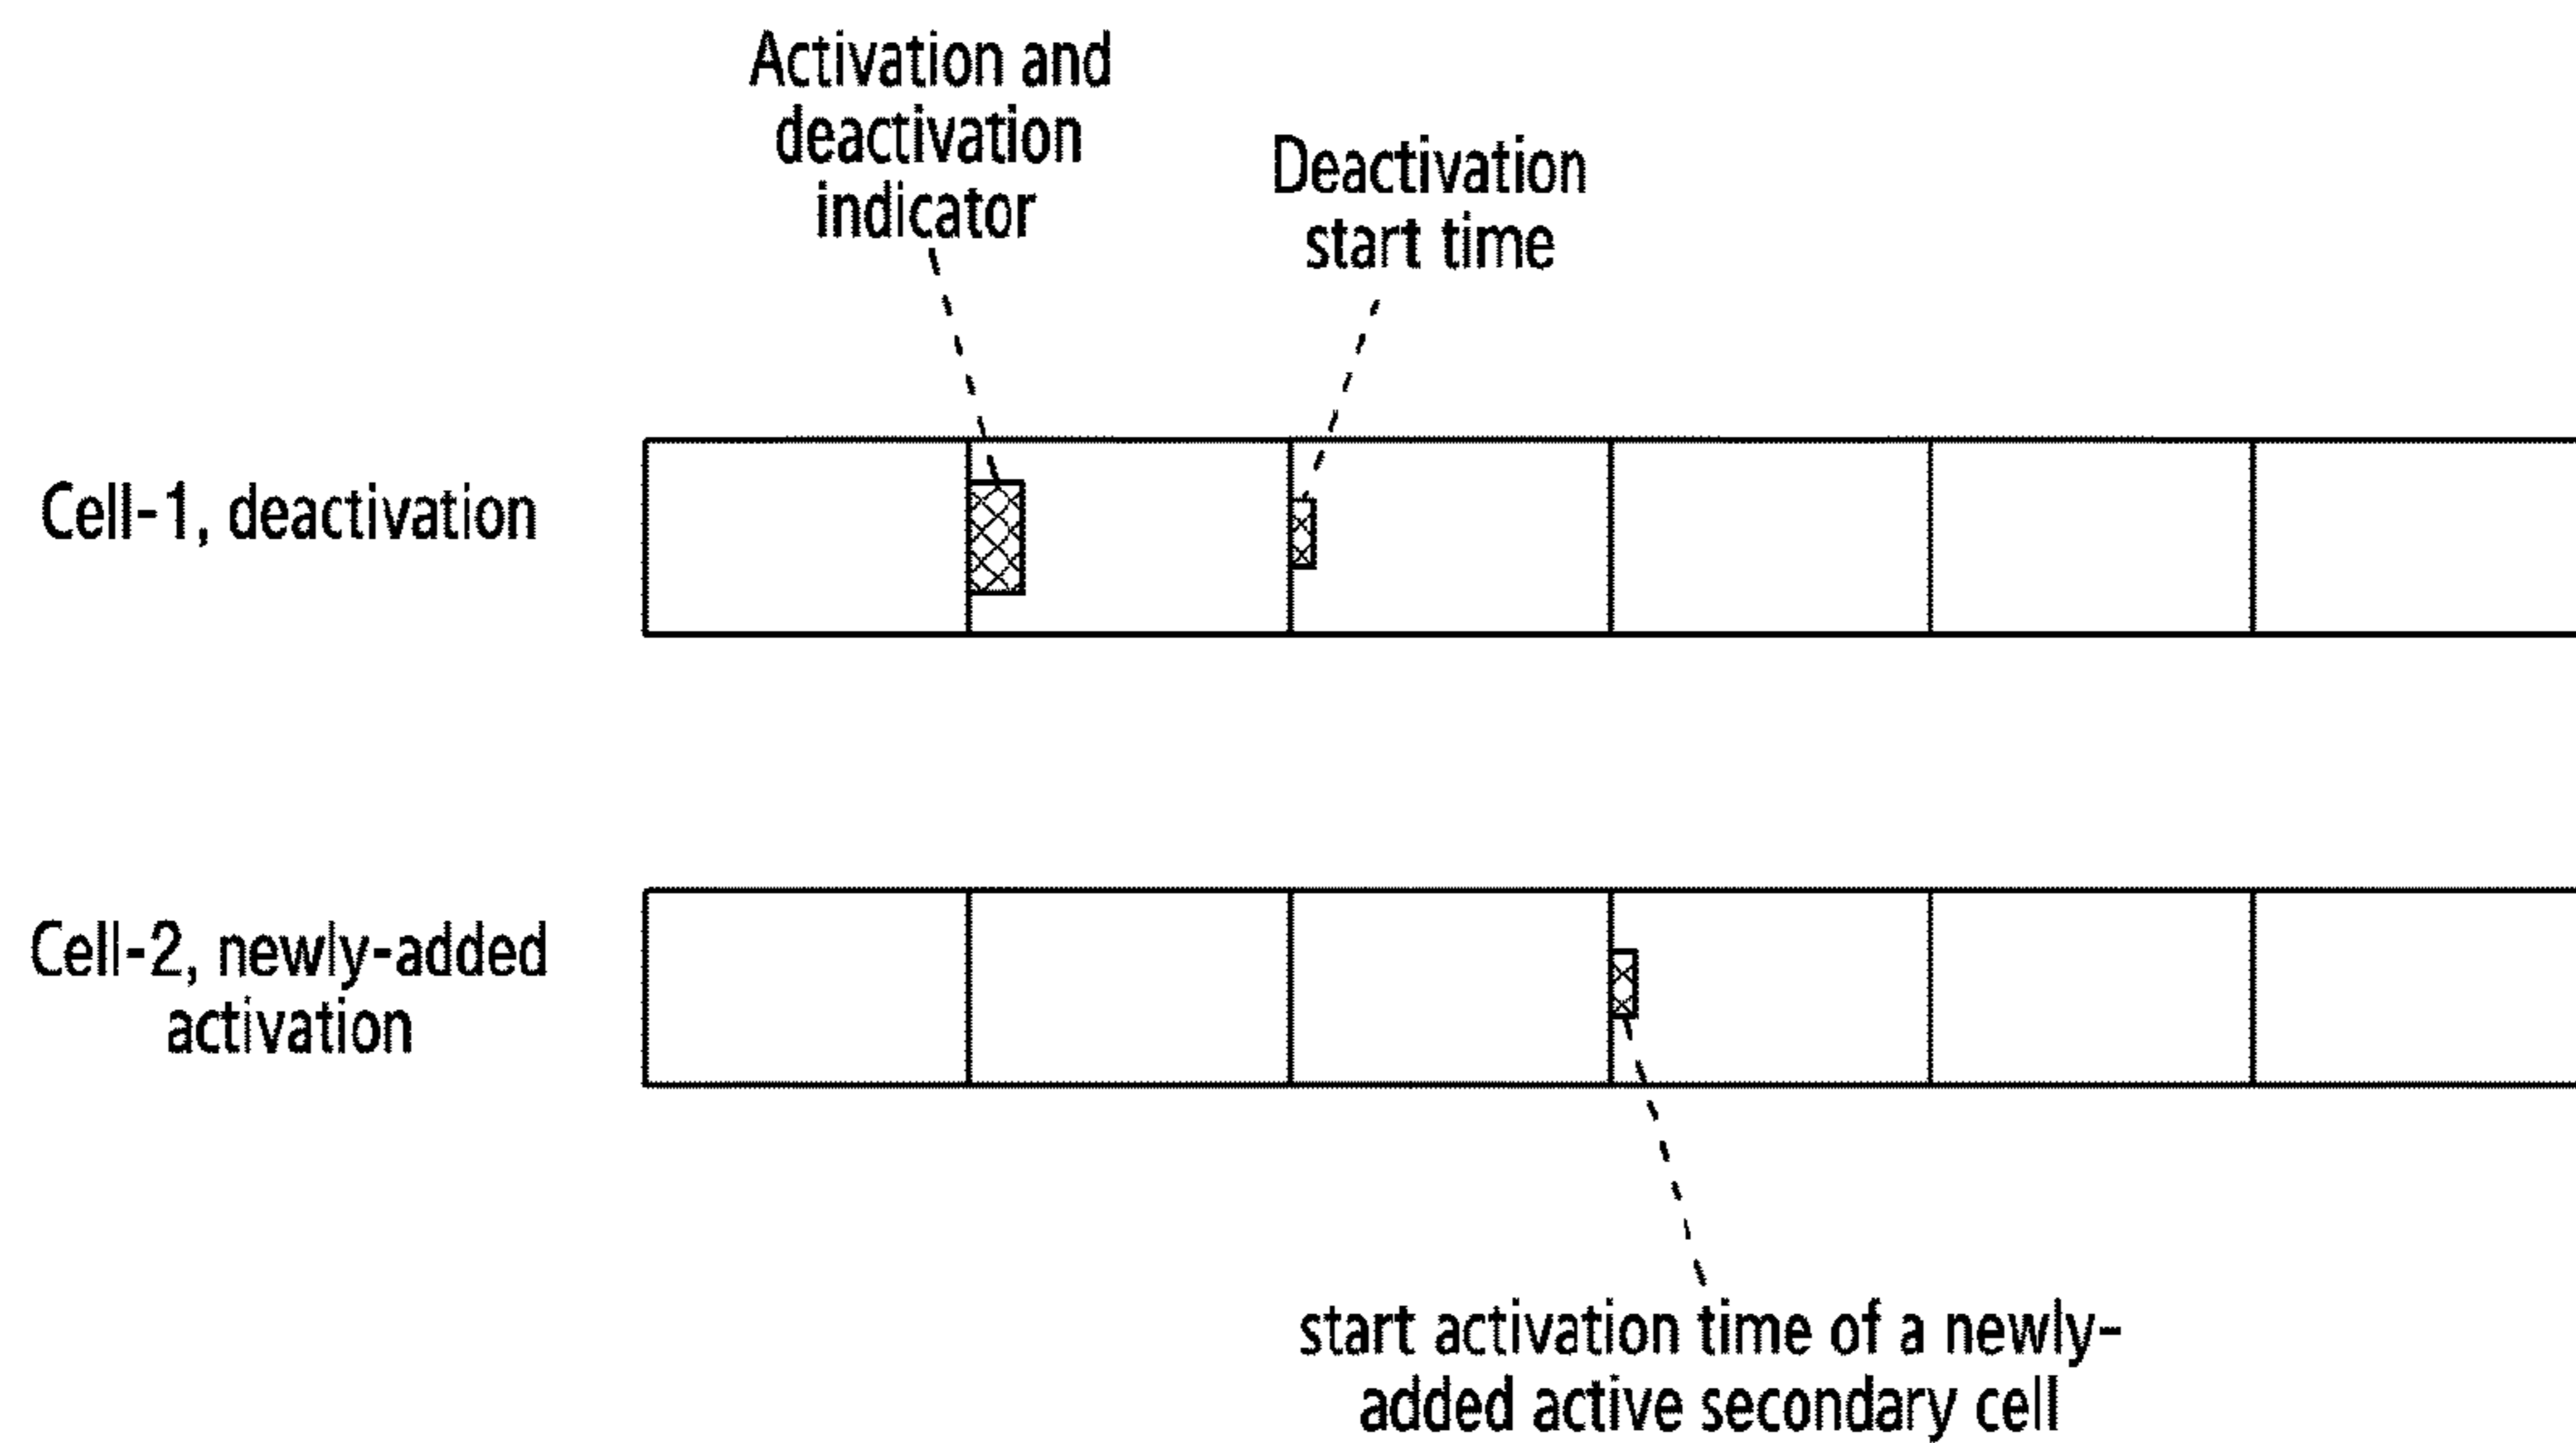 Activation and
deactivation
indicator
Deactivation
start time
Cell-1, deactivation
Cell-2, newly-added
activation
start activation time of a newly-
added active secondary cell